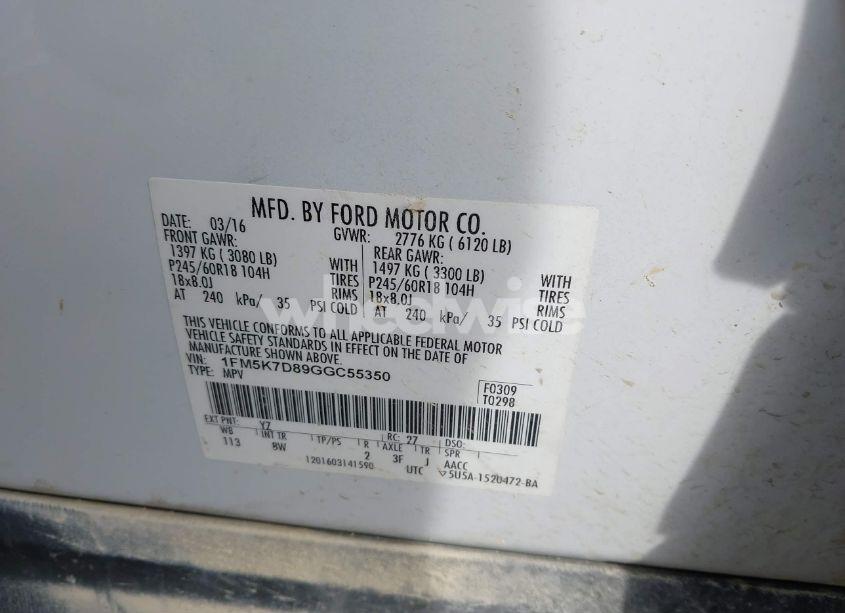 MFD. BY FORD MOTOR CO.
DATE: 03/16 GVWR: 2776 KG ( 6120 LB)
FRONT GAWR: REAR GAWR:
1397 KG ( 3080 LB) WITH 1497 KG ( 3300 LB) WITH
P245/60R18 104H TIRES P245/60R18 104H TIRES
18x8.0J RIMS 18x8.0J RIMS
AT 240 kPa/ 35 PSI COLD AT 240 kPa/ 35 PSI COLD
THIS VEHICLE CONFORMS TO ALL APPLICABLE FEDERAL MOTOR
VEHICLE SAFETY STANDARDS IN EFFECT ON THE DATE OF
MANUFACTURE SHOWN ABOVE.
VIN: 1FM5K7D89GGC55350
TYPE: MPV
F0309
T0298
EXT PNT: YZ RC: 27 DSO:
WB INT TR TP/PS R AXLE TR SPR
113 8W 2 3F J AACC
1201603141590 UTC 5U5A-1520472-BA
wheelwise